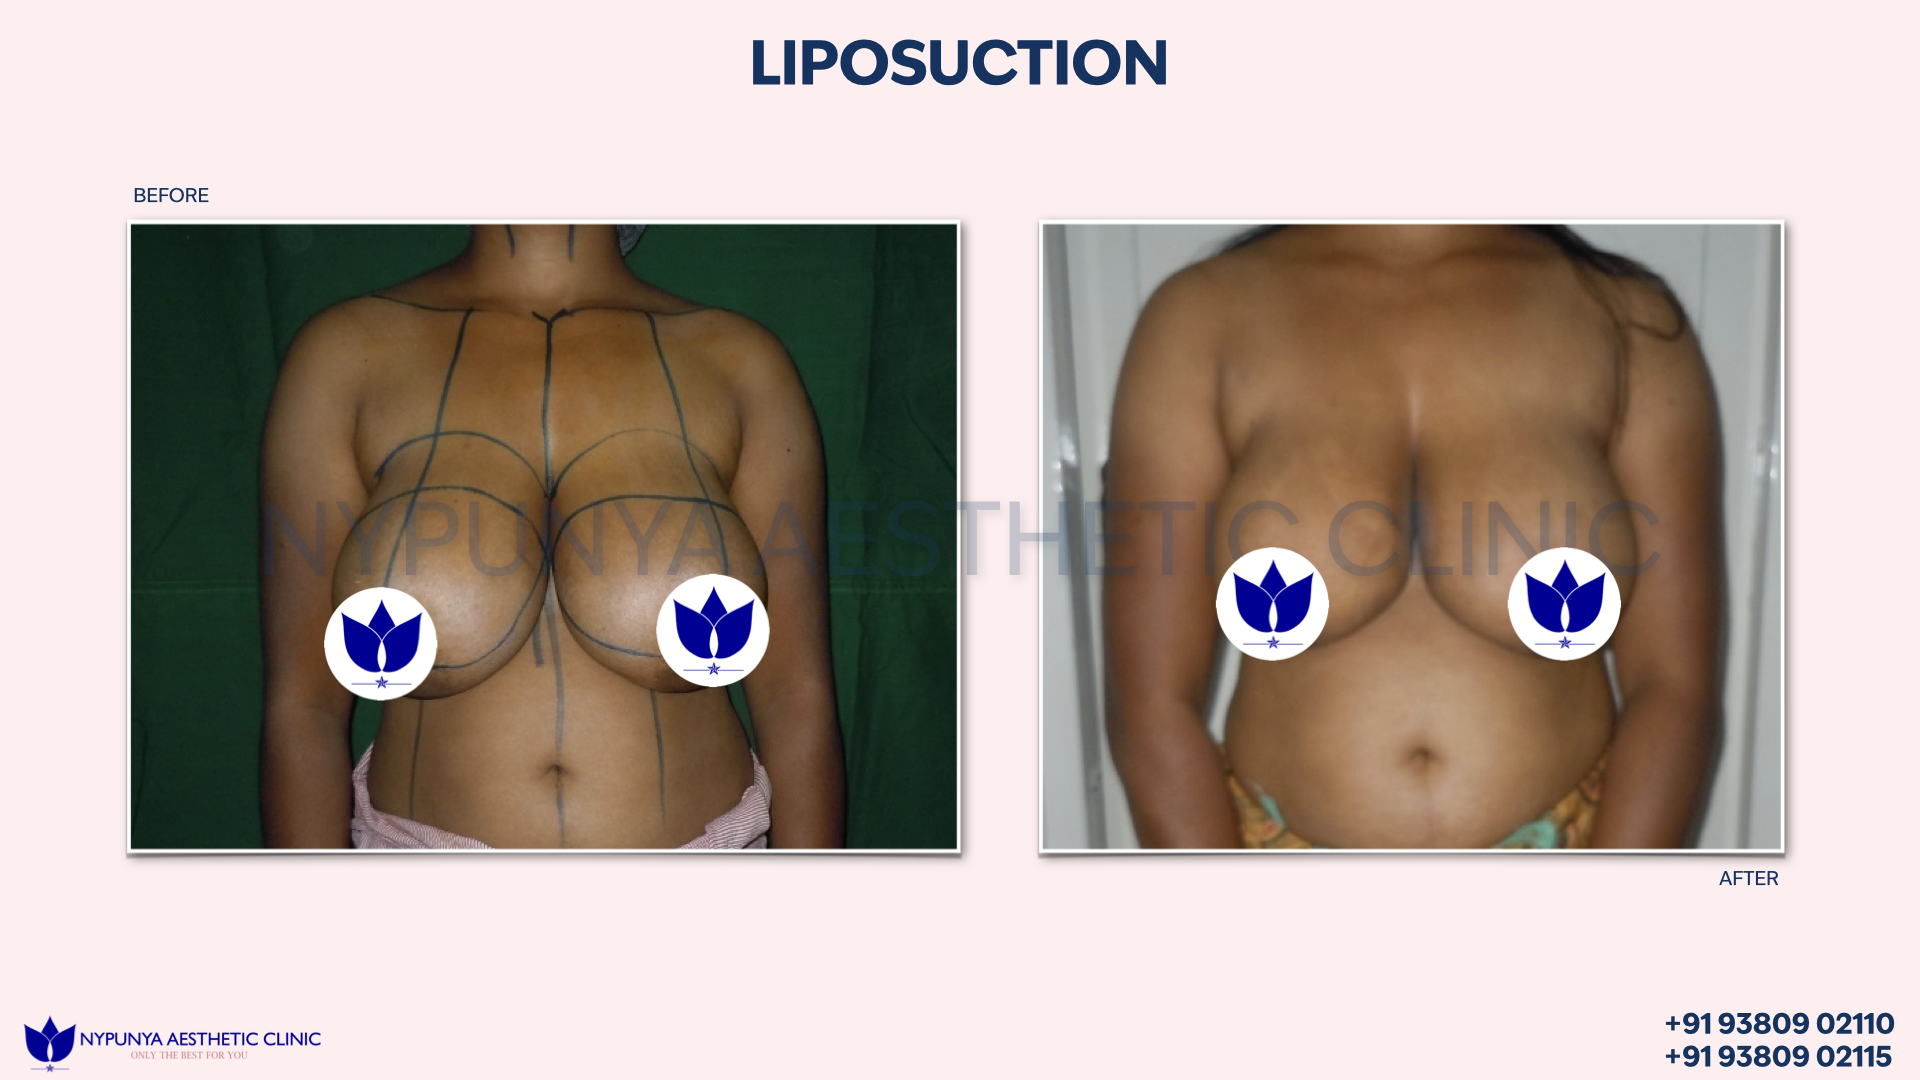 LIPOSUCTION
BEFORE
NYPUNYA AESTHETIC CLINIC
AFTER
NYPUNYA AESTHETIC CLINIC
ONLY THE BEST FOR YOU
+91 93809 02110
+91 93809 02115